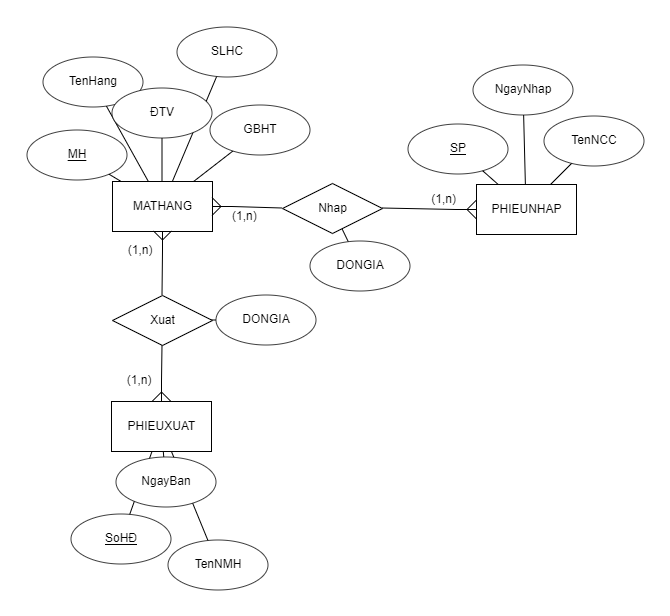 SLHC
TenHang
NgayNhap
ĐTV
GBHT
TenNCC
MH
SP
MATHANG
Nhap
PHIEUNHAP
(1,n)
(1,n)
(1,n)
DONGIA
Xuat
DONGIA
(1,n)
PHIEUXUAT
NgayBan
SoHĐ
TenNMH